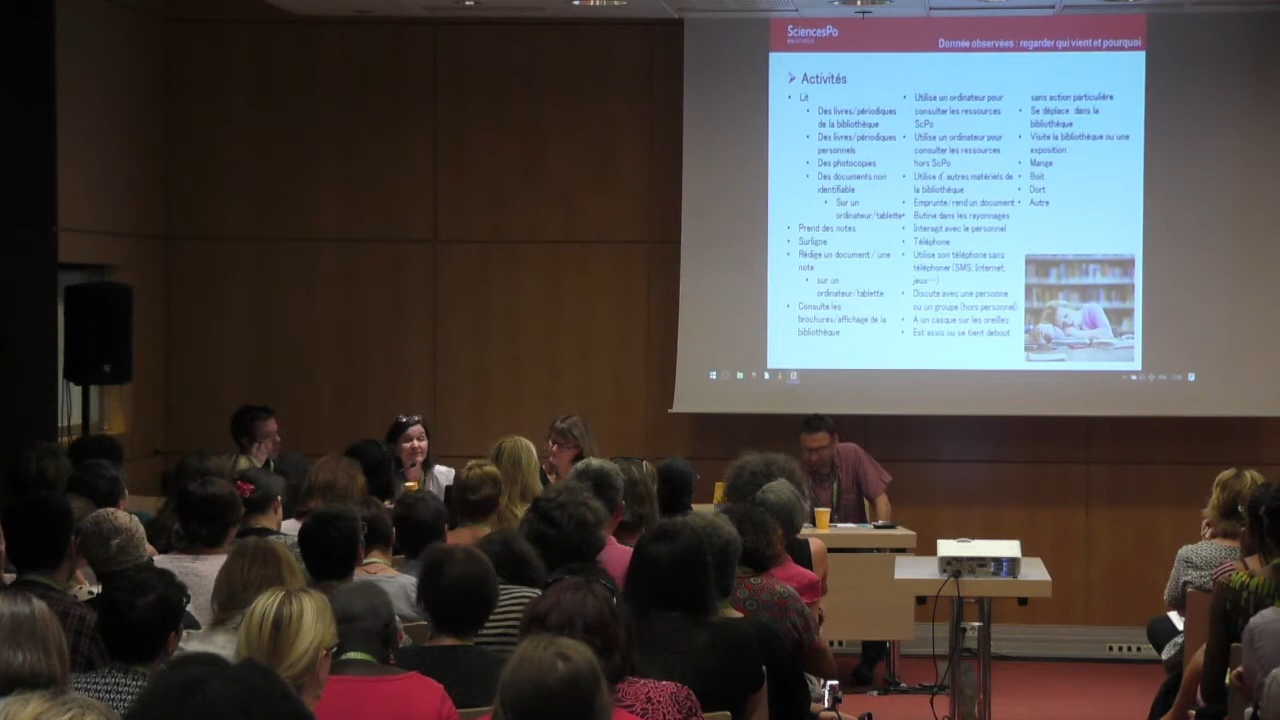 SciencesPo
BIBLIOTHÈQUE
Donnée observées : regarder qui vient et pourquoi
➢ Activités
• Lit
• Des livres/périodiques
de la bibliothèque
• Des livres/périodiques
personnels
• Des photocopies
• Des documents non
identifiable
• Sur un
ordinateur/tablette
• Prend des notes
• Surligne
• Rédige un document / une
note
• sur un
ordinateur/tablette
• Consulte les
brochures/affichage de la
bibliothèque
• Utilise un ordinateur pour
consulter les ressources
ScPo
• Utilise un ordinateur pour
consulter les ressources
hors ScPo
• Utilise d'autres matériels de
la bibliothèque
• Emprunte/rend un document
• Butine dans les rayonnages
• Interagit avec le personnel
• Téléphone
• Utilise son téléphone sans
téléphoner (SMS, Internet,
jeux…)
• Discute avec une personne
ou un groupe (hors personnel)
• A un casque sur les oreilles
• Est assis ou se tient debout
sans action particulière
• Se déplace dans la
bibliothèque
• Visite la bibliothèque ou une
exposition
• Mange
• Boit
• Dort
• Autre